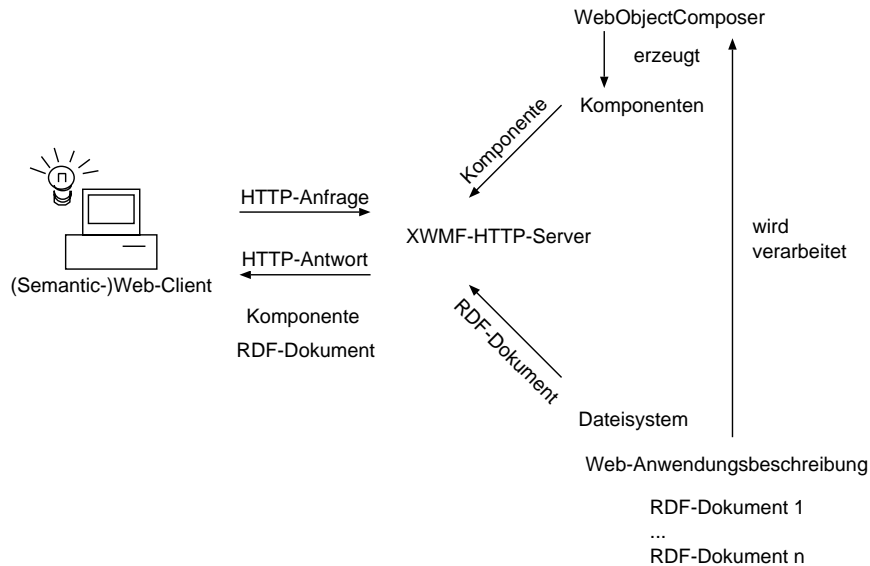 WebObjectComposer
erzeugt
Komponenten
Komponente
HTTP-Anfrage
XWMF-HTTP-Server
wird
verarbeitet
HTTP-Antwort
(Semantic-)Web-Client
Komponente
RDF-Dokument
RDF-Dokument
Dateisystem
Web-Anwendungsbeschreibung
RDF-Dokument 1
...
RDF-Dokument n